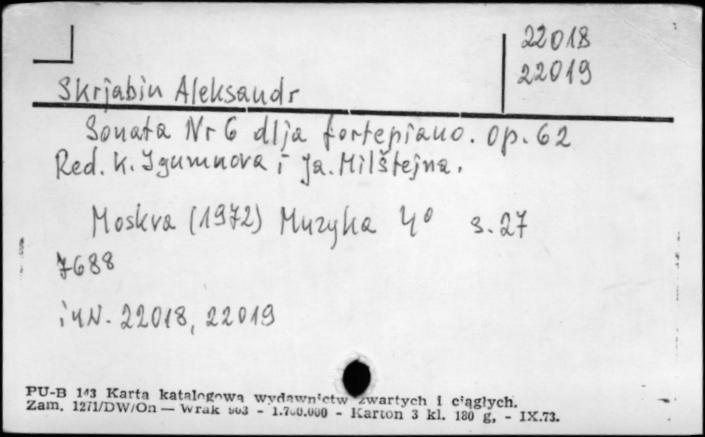 22018
22019
Skrjabin Aleksandr
Sonata Nr 6 dlja fortepiano. Op. 62
Red. K. Igumnova i Ja. Milštejna.
Moskva (1972) Muzyka 4° s. 27
7688
inw. 22018, 22019
PU-B 143 Karta katalogowa wydawnictw zwartych i ciągłych.
Zam. 1271/DW/On — Wrak 903 - 1.700.000 - Karton 3 kl. 180 g, - IX.73.